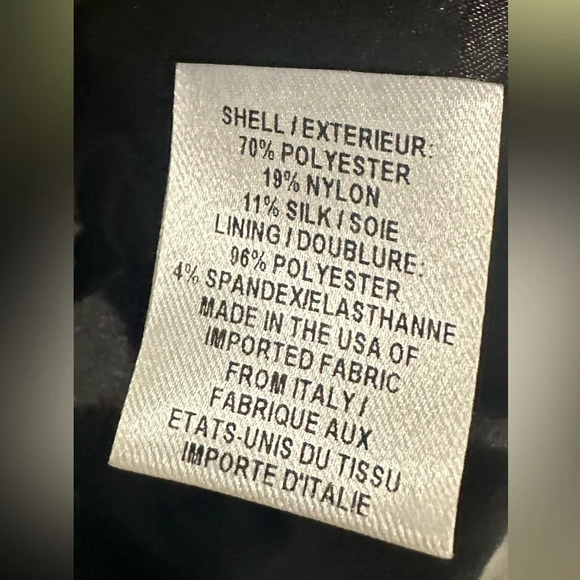 SHELL / EXTERIEUR:
70% POLYESTER
19% NYLON
11% SILK / SOIE
LINING / DOUBLURE:
96% POLYESTER
4% SPANDEX/ELASTHANNE
MADE IN THE USA OF
IMPORTED FABRIC
FROM ITALY /
FABRIQUE AUX
ETATS-UNIS DU TISSU
IMPORTE D'ITALIE